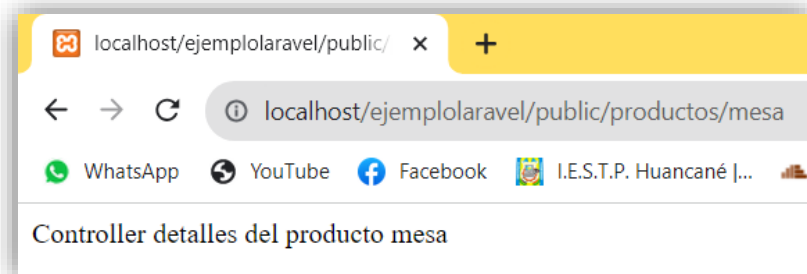 localhost/ejemplolaravel/public/
localhost/ejemplolaravel/public/productos/mesa
WhatsApp YouTube Facebook I.E.S.T.P. Huancané |...
Controller detalles del producto mesa